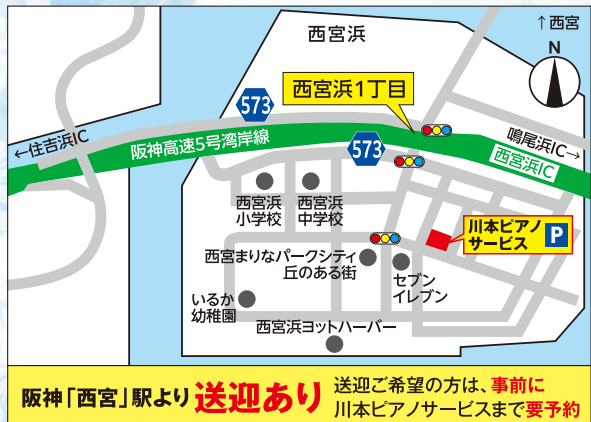 ↑西宮
西宮浜
N
西宮浜1丁目
573
←住吉浜IC
阪神高速5号湾岸線
573
鳴尾浜IC→
西宮浜IC
西宮浜
小学校
西宮浜
中学校
川本ピアノ
サービス
P
西宮まりなパークシティ
丘のある街
セブン
イレブン
いるか
幼稚園
西宮浜ヨットハーバー
阪神「西宮」駅より 送迎あり
送迎ご希望の方は、事前に
川本ピアノサービスまで要予約